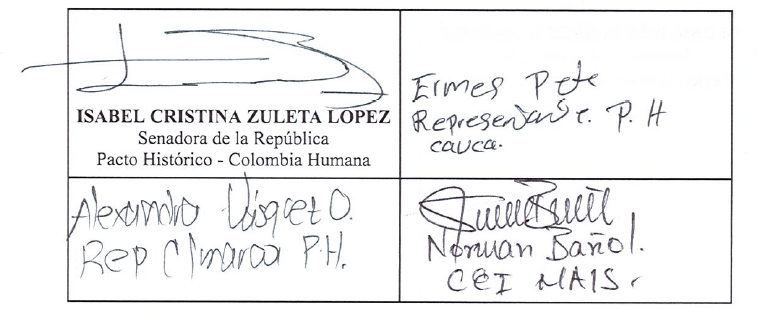 ISABEL CRISTINA ZULETA LOPEZ
Senadora de la República
Pacto Histórico - Colombia Humana
Ermes Pete
Representante. P. H
cauca.
Alexandra Vásquez O.
Rep C/marca P.H.
Norman Bañol.
CEI MAIS.